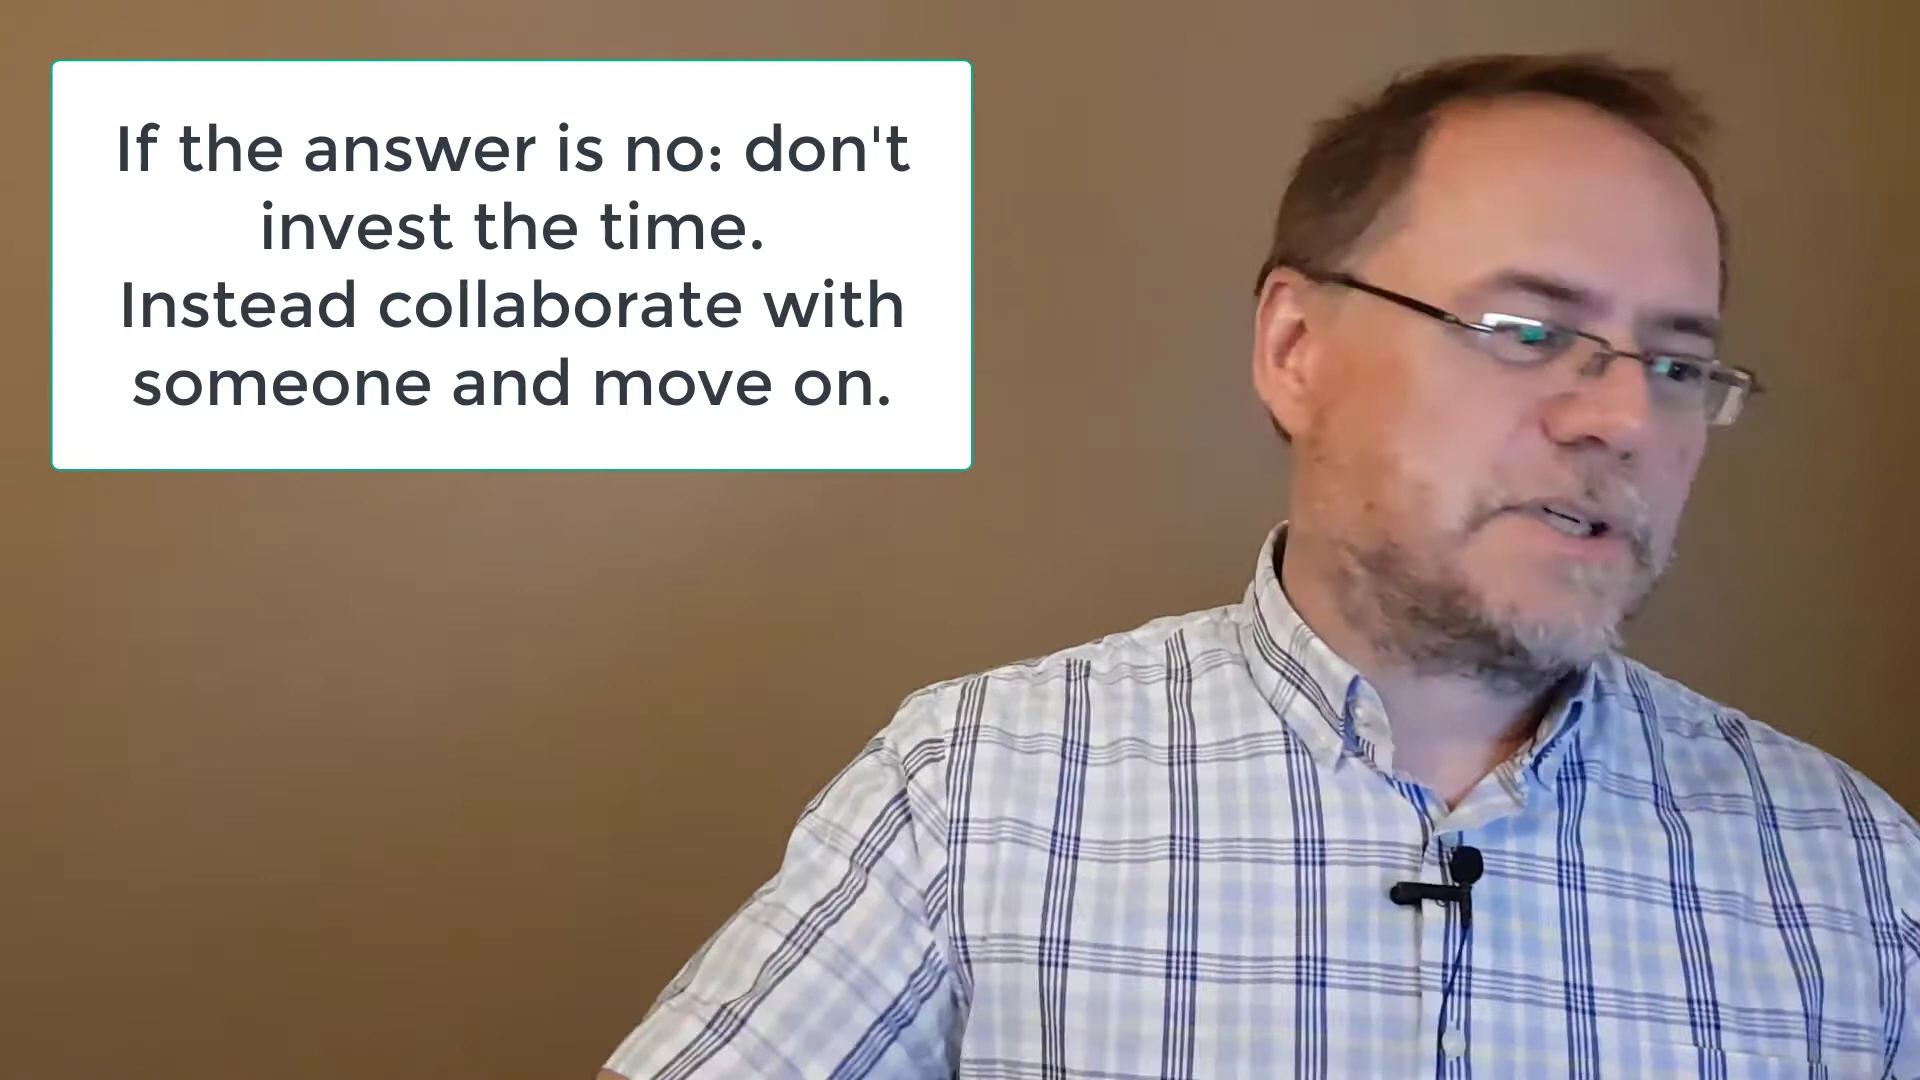 If the answer is no: don't
invest the time.
Instead collaborate with
someone and move on.